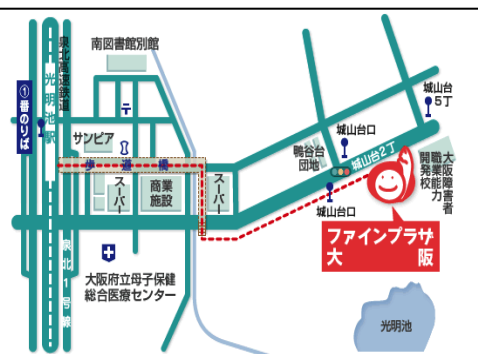 南図書館別館
泉北高速鉄道
光明池駅
①番のりば
〒
サンピア
歩道橋
スーパー
商業
施設
スーパー
泉北1号線
大阪府立母子保健
総合医療センター
城山台
5丁
城山台口
鴨谷台
団地
城山台2丁
城山台口
大阪障害者
職業能力
開発校
ファインプラザ
大阪
光明池